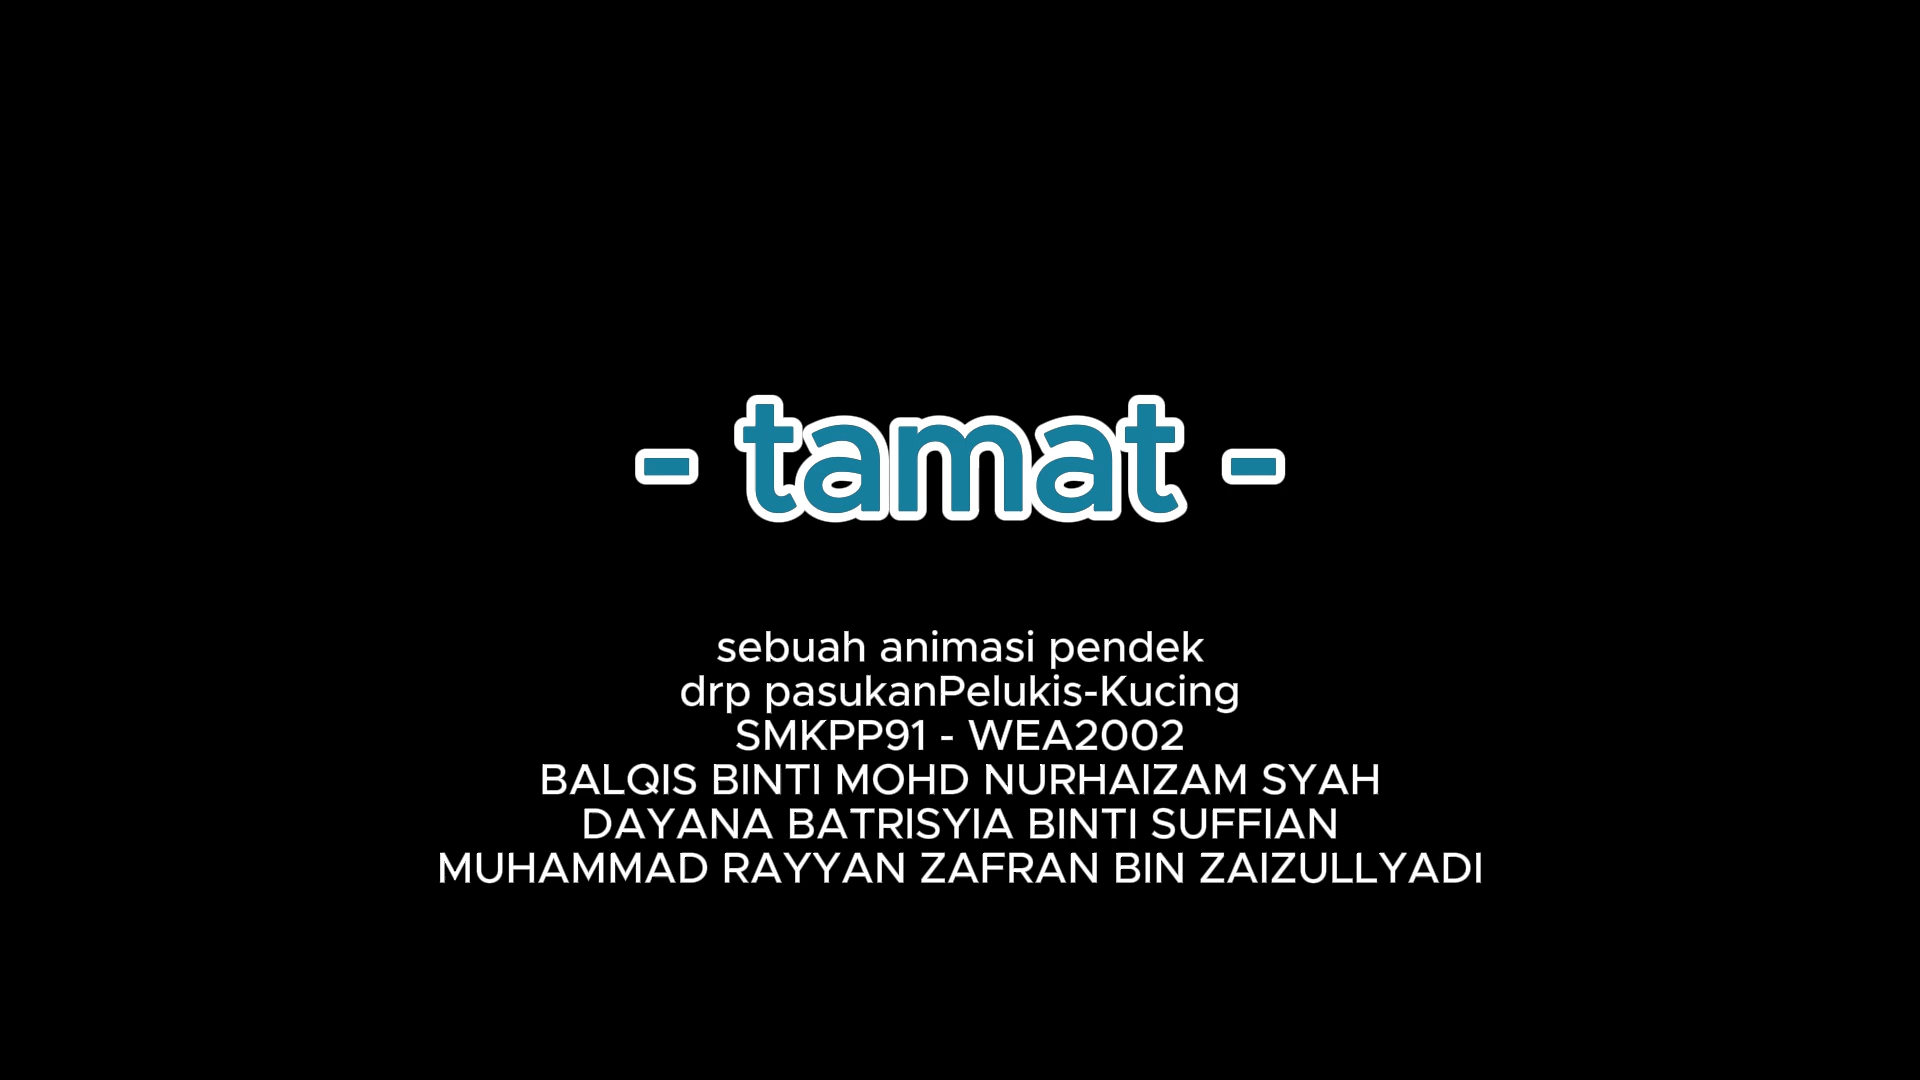 - tamat -
sebuah animasi pendek
drp pasukanPelukis-Kucing
SMKPP91 - WEA2002
BALQIS BINTI MOHD NURHAIZAM SYAH
DAYANA BATRISYIA BINTI SUFFIAN
MUHAMMAD RAYYAN ZAFRAN BIN ZAIZULLYADI